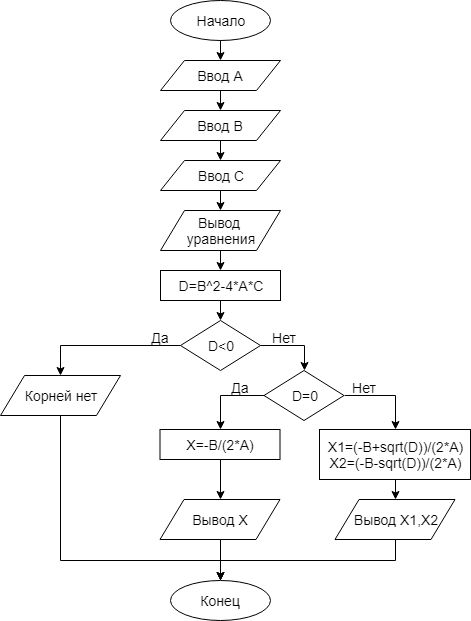 Начало
Ввод A
Ввод B
Ввод C
Вывод
уравнения
D=B^2-4*A*C
Да
D<0
Нет
Корней нет
Да
D=0
Нет
X=-B/(2*A)
X1=(-B+sqrt(D))/(2*A)
X2=(-B-sqrt(D))/(2*A)
Вывод X
Вывод X1,X2
Конец